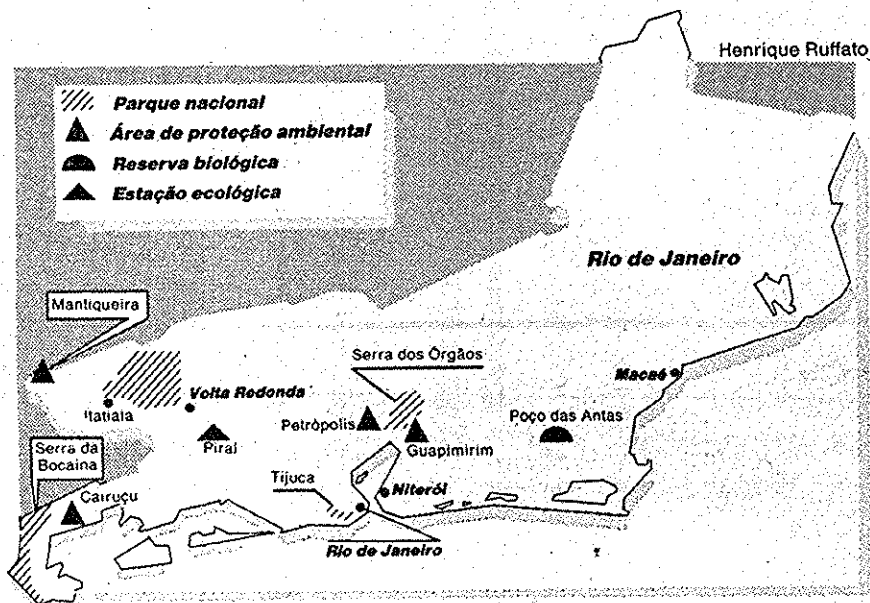 Henrique Ruffato
Parque nacional
Área de proteção ambiental
Reserva biológica
Estação ecológica
Rio de Janeiro
Mantiqueira
Serra dos Órgãos
Macaé
Itatiaia
Volta Redonda
Petrópolis
Poço das Antas
Piraí
Guapimirim
Serra da
Bocaina
Cairuçu
Tijuca
Niterói
Rio de Janeiro